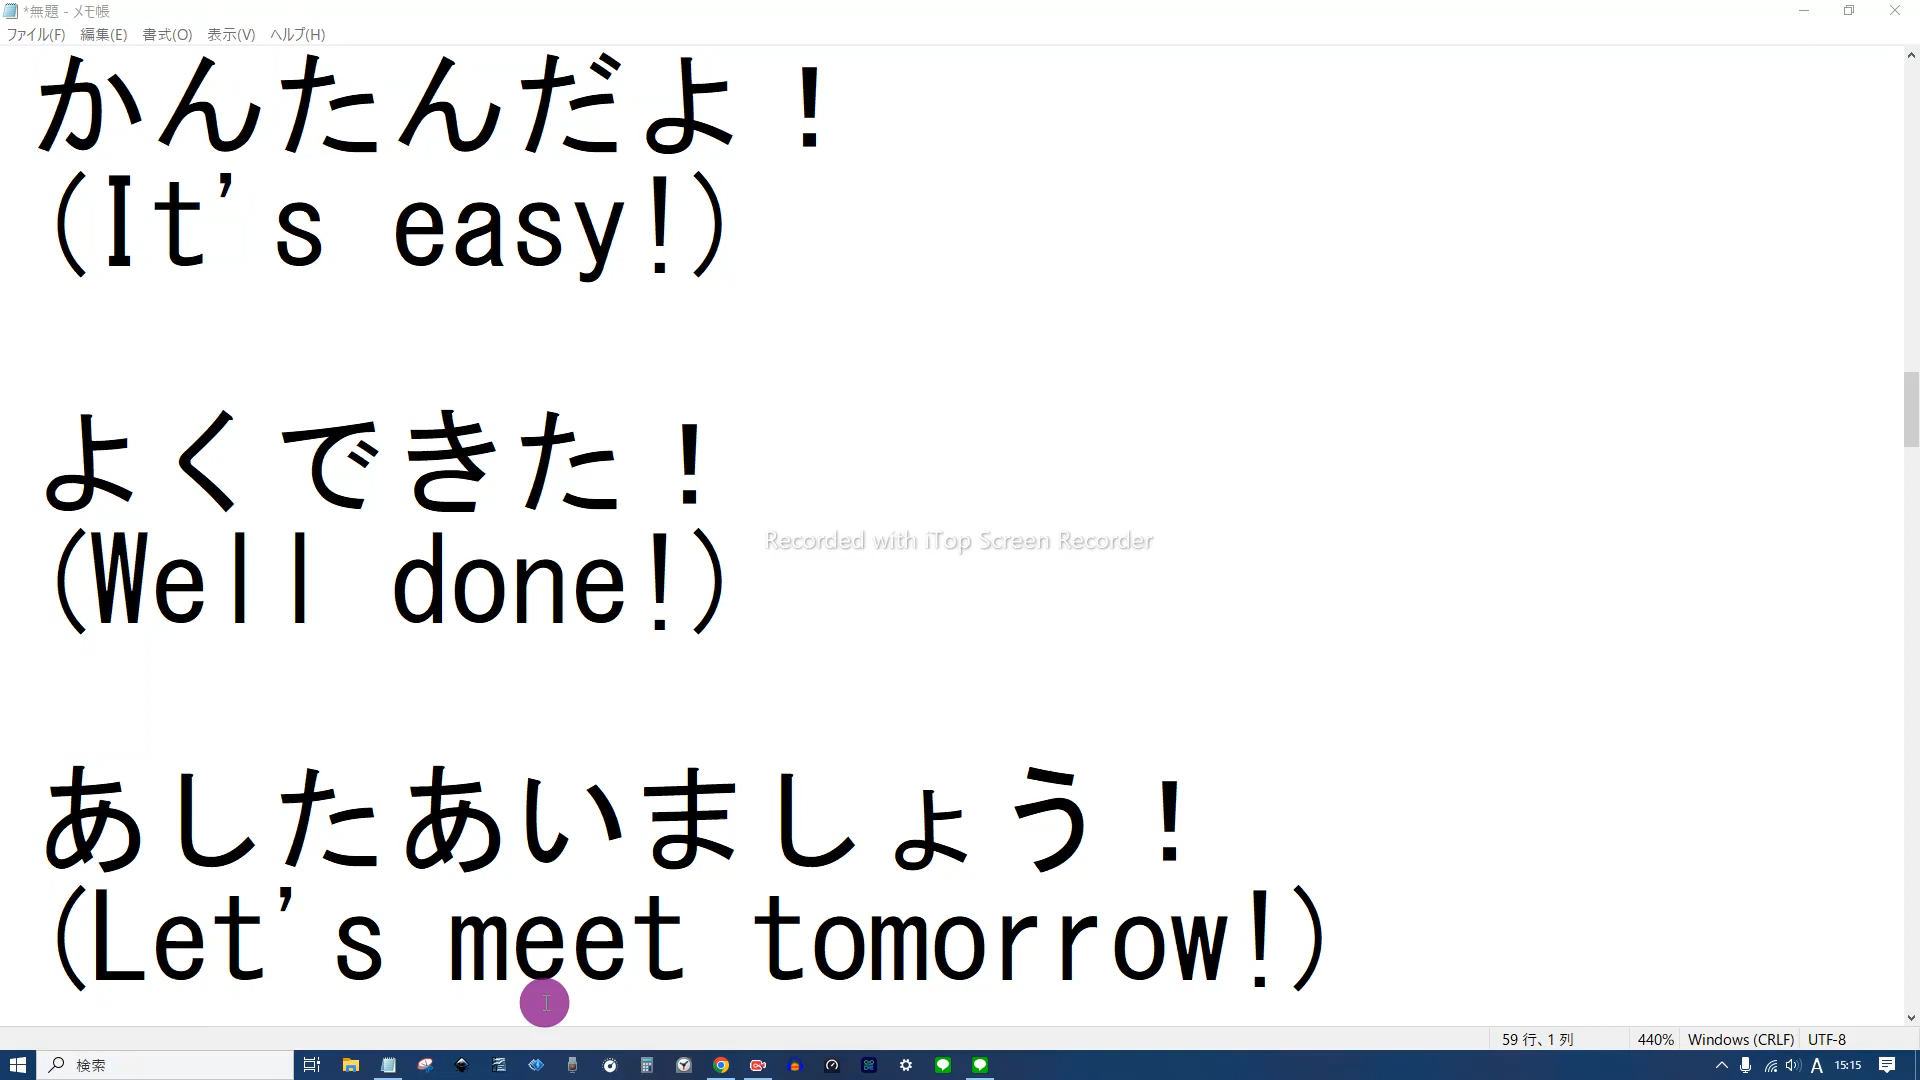 *無題 - メモ帳
ファイル(F) 編集(E) 書式(O) 表示(V) ヘルプ(H)
かんたんだよ！
(It's easy!)
よくできた！
(Well done!)
Recorded with iTop Screen Recorder
あしたあいましょう！
(Let's meet tomorrow!)
59 行、1 列 440% Windows (CRLF) UTF-8
検索 A 15:15